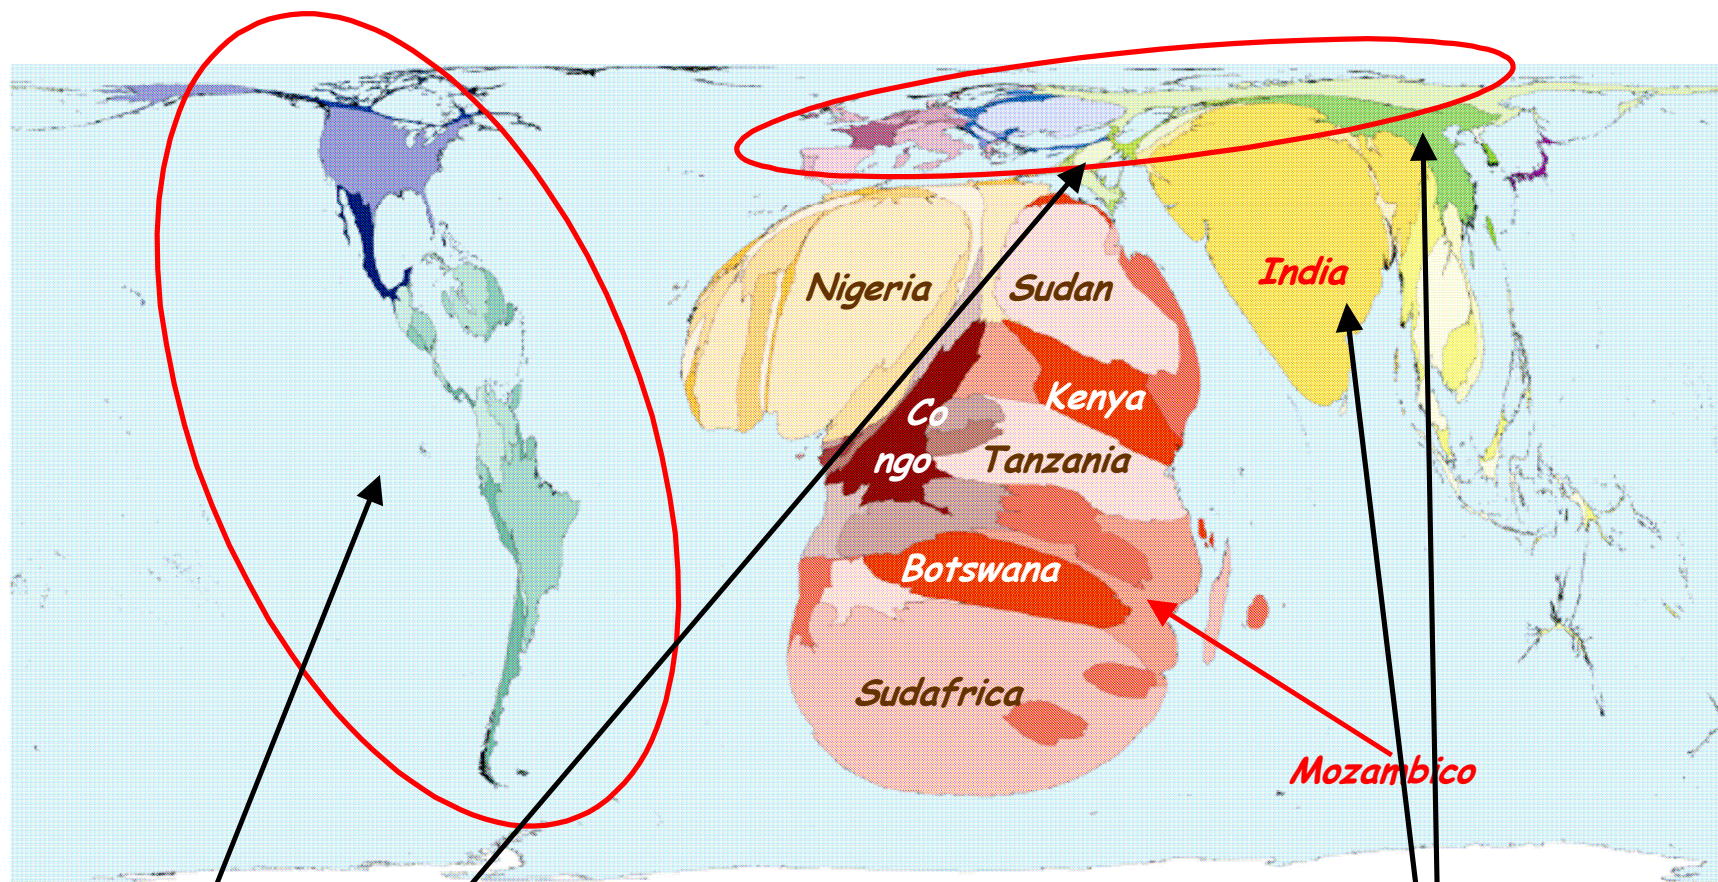 Nigeria
Sudan
India
Kenya
Co
ngo
Tanzania
Botswana
Sudafrica
Mozambico